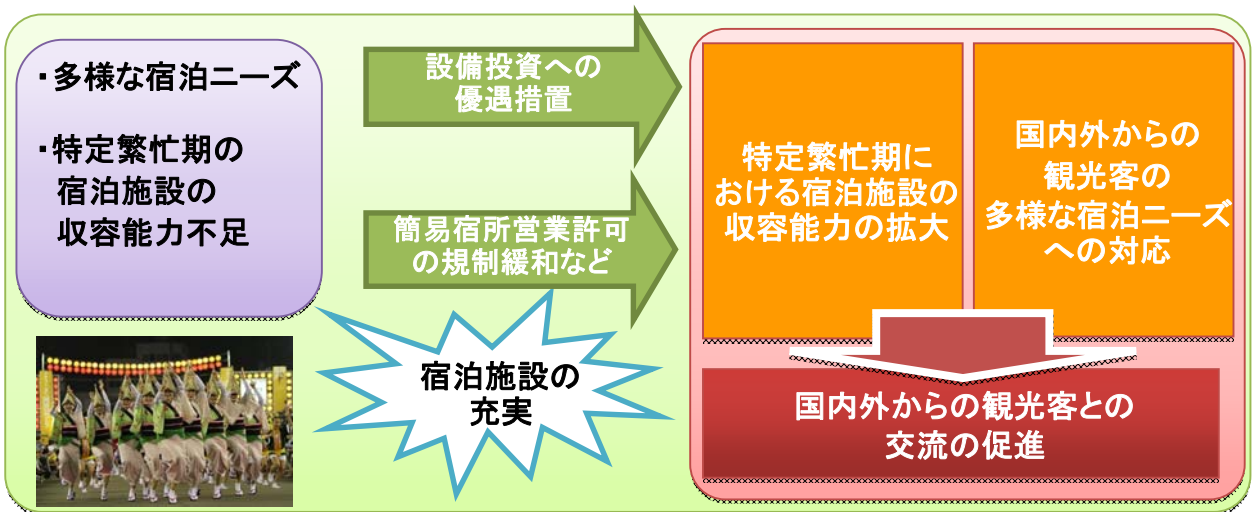 ・多様な宿泊ニーズ
・特定繁忙期の
宿泊施設の
収容能力不足
設備投資への
優遇措置
簡易宿所営業許可
の規制緩和など
宿泊施設の
充実
特定繁忙期に
おける宿泊施設の
収容能力の拡大
国内外からの
観光客の
多様な宿泊ニーズ
への対応
国内外からの観光客との
交流の促進